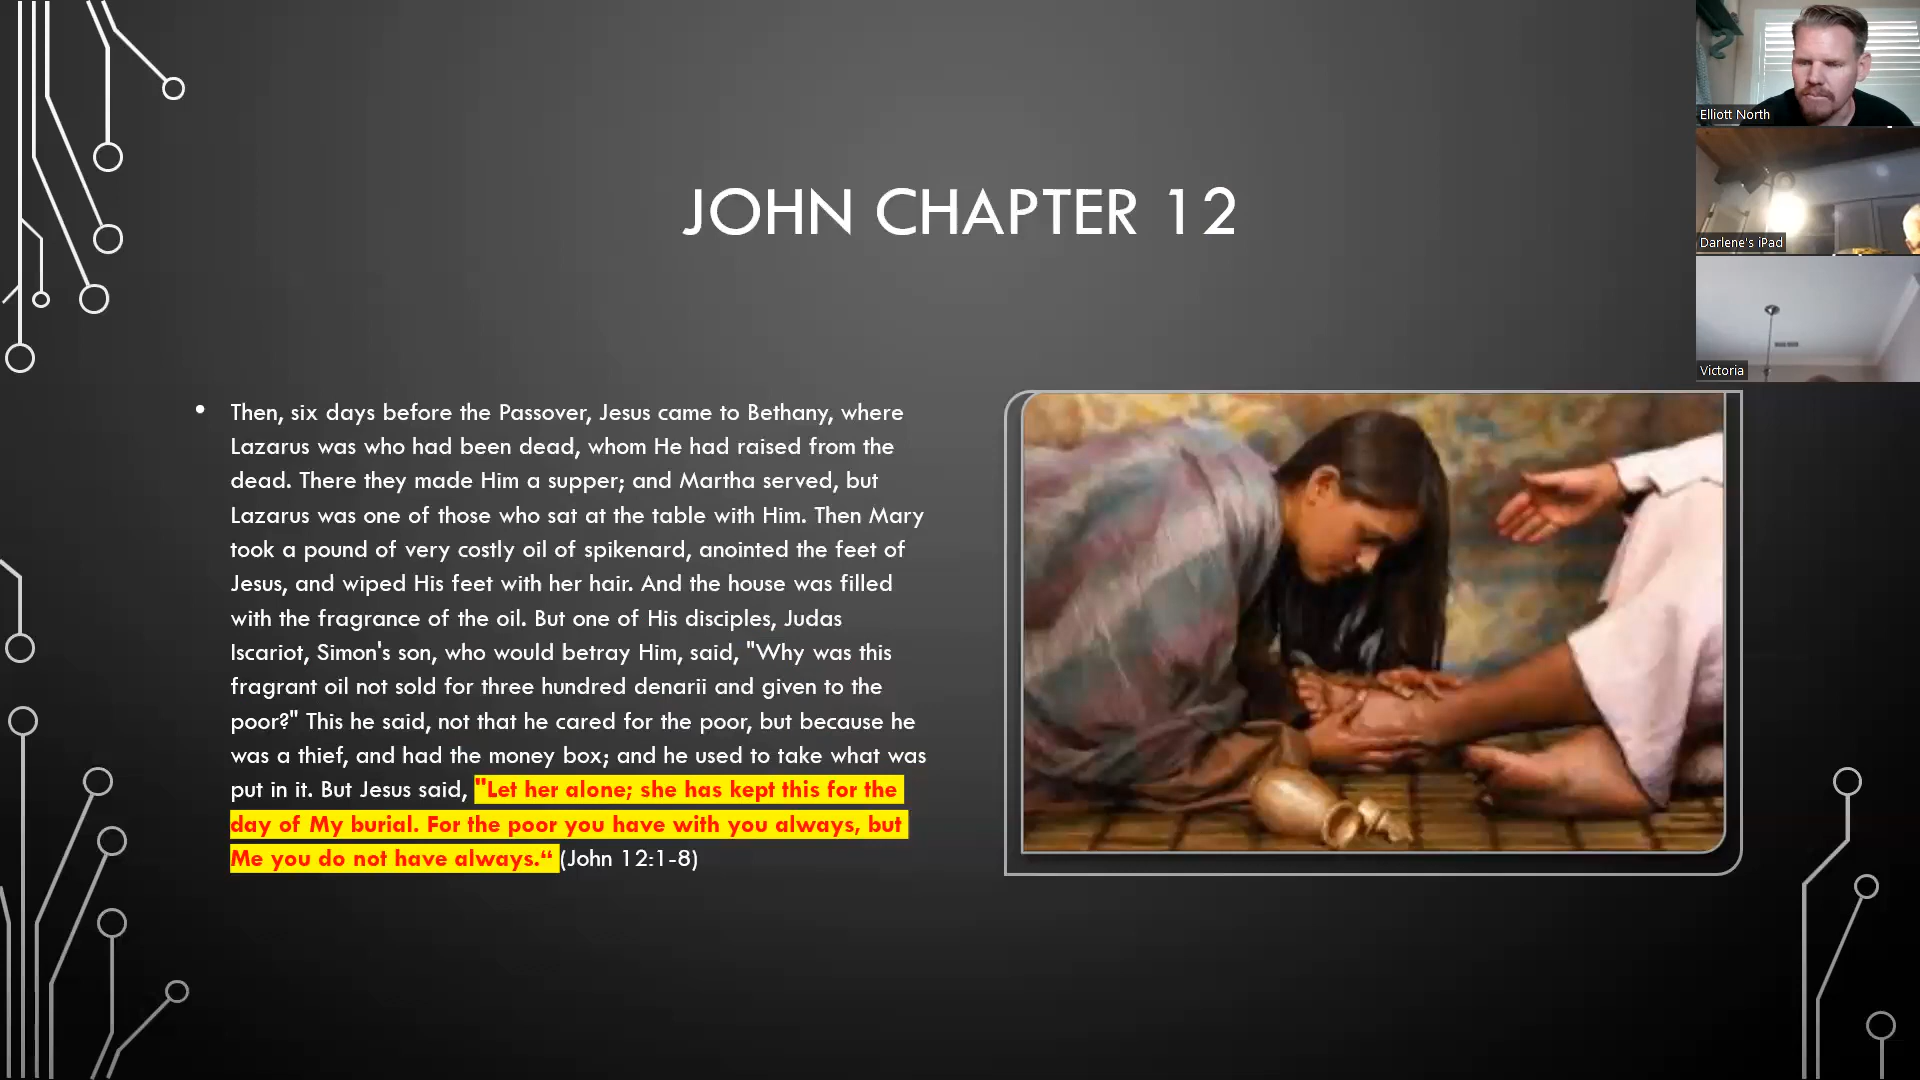 JOHN CHAPTER 12
• Then, six days before the Passover, Jesus came to Bethany, where
Lazarus was who had been dead, whom He had raised from the
dead. There they made Him a supper; and Martha served, but
Lazarus was one of those who sat at the table with Him. Then Mary
took a pound of very costly oil of spikenard, anointed the feet of
Jesus, and wiped His feet with her hair. And the house was filled
with the fragrance of the oil. But one of His disciples, Judas
Iscariot, Simon's son, who would betray Him, said, "Why was this
fragrant oil not sold for three hundred denarii and given to the
poor?" This he said, not that he cared for the poor, but because he
was a thief, and had the money box; and he used to take what was
put in it. But Jesus said, "Let her alone; she has kept this for the
day of My burial. For the poor you have with you always, but
Me you do not have always.“ (John 12:1-8)
Elliott North
Darlene's iPad
Victoria